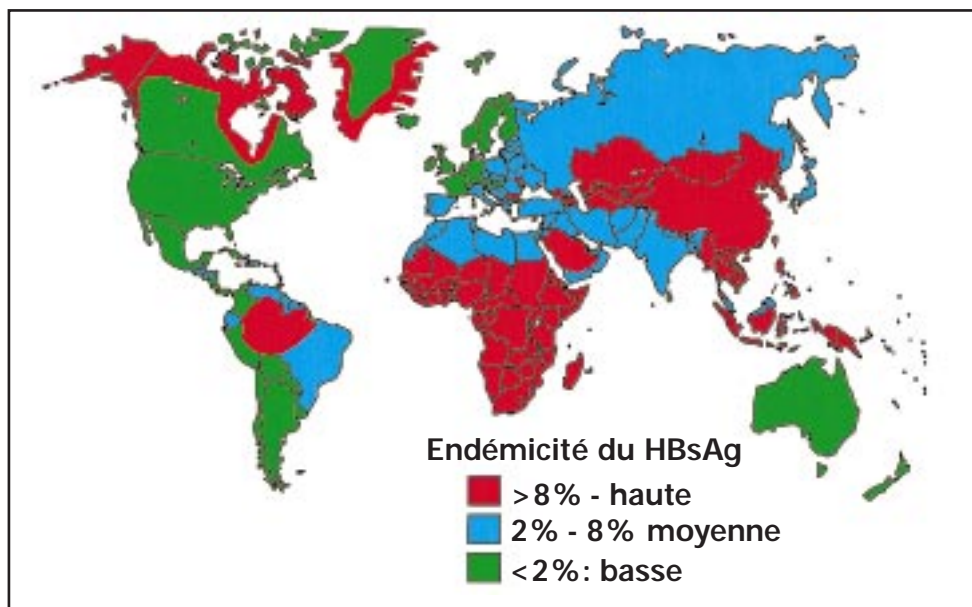 Endémicité du HBsAg
>8% - haute
2% - 8% moyenne
<2%: basse